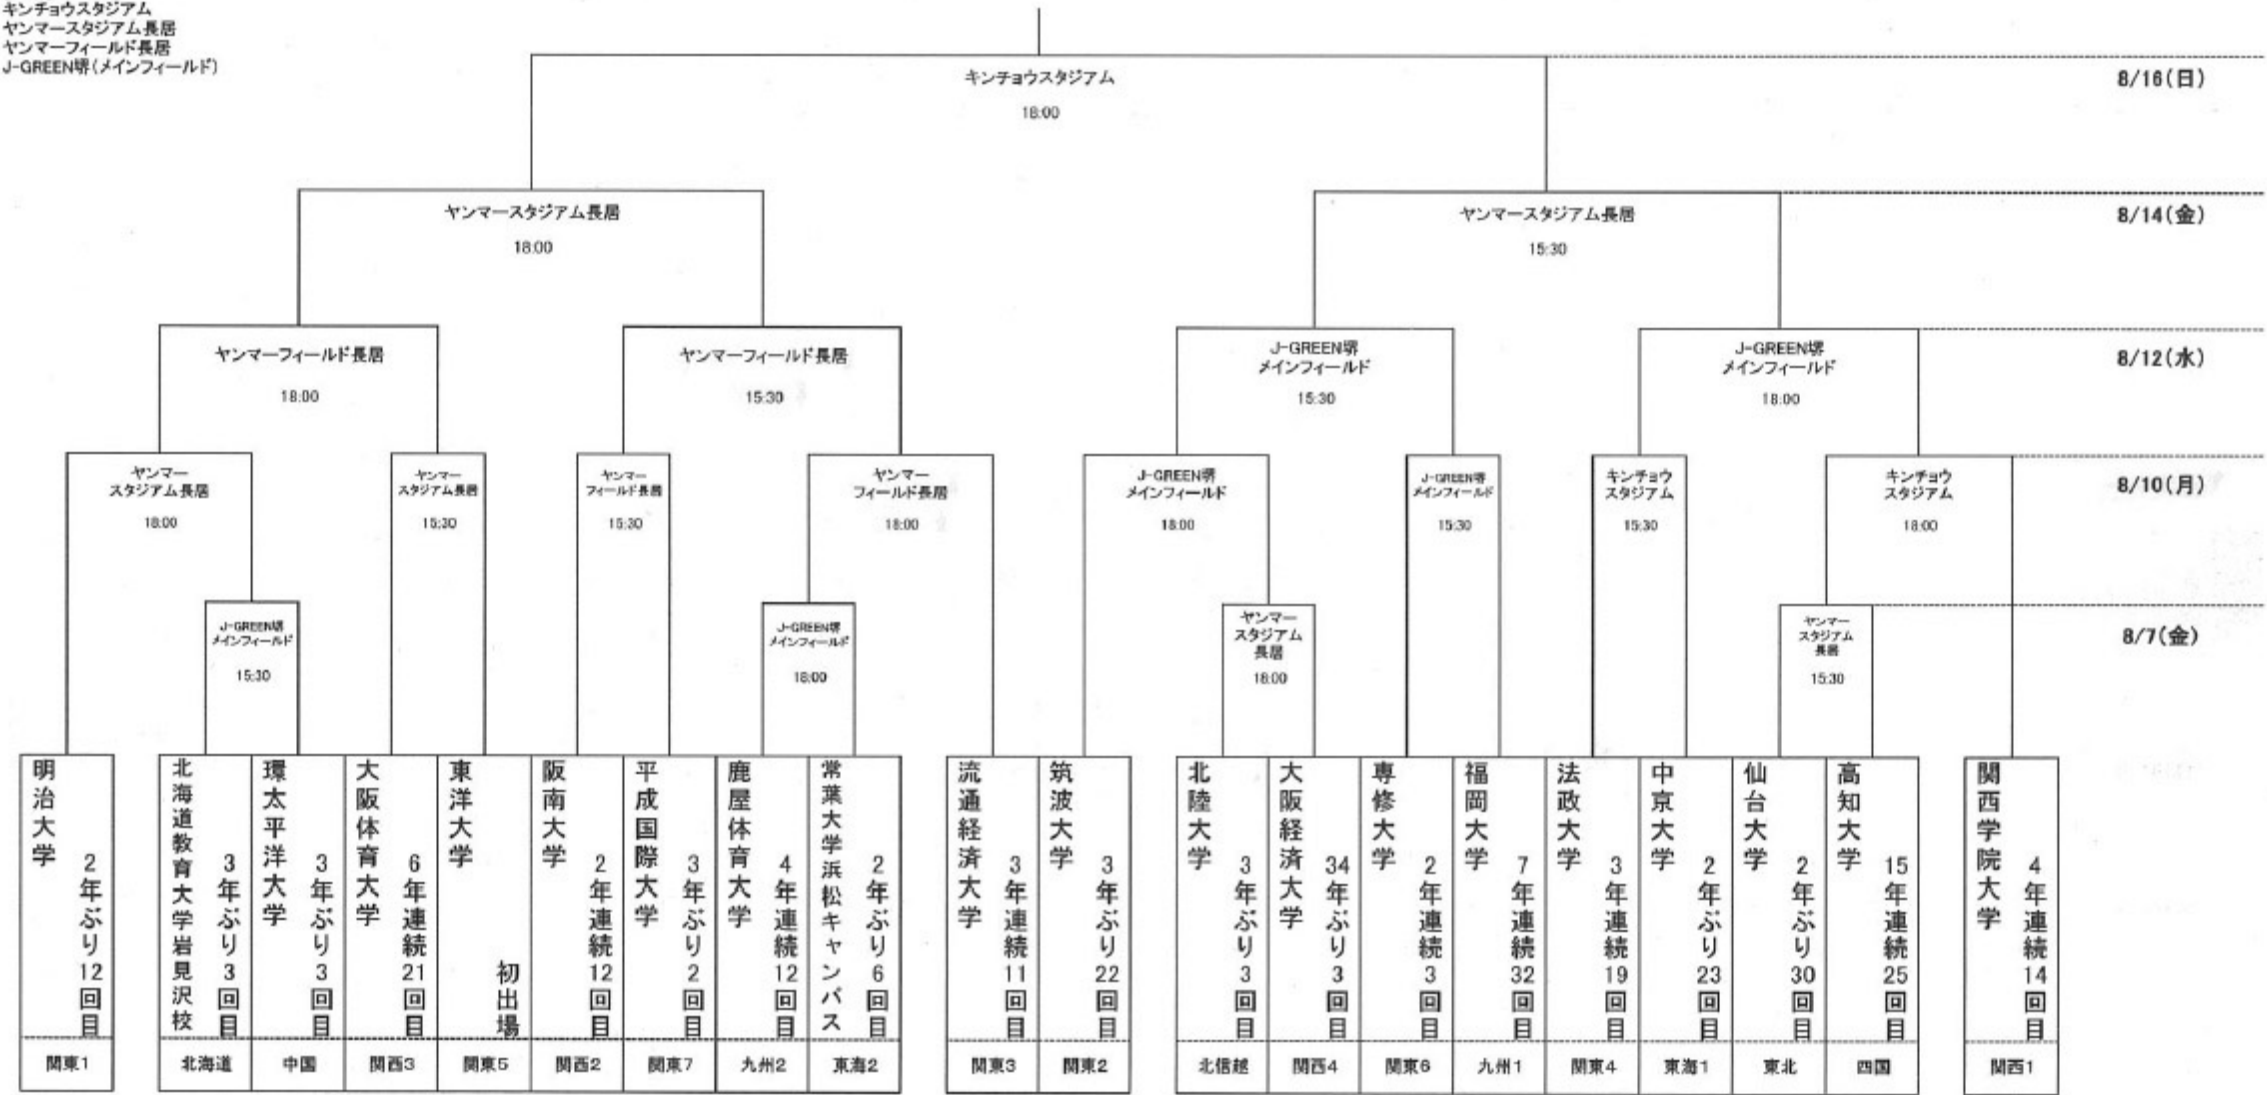 キンチョウスタジアム
ヤンマースタジアム長居
ヤンマーフィールド長居
J-GREEN堺(メインフィールド)
キンチョウスタジアム
18:00
8/16(日)
ヤンマースタジアム長居
18:00
ヤンマースタジアム長居
15:30
8/14(金)
ヤンマーフィールド長居
18:00
ヤンマーフィールド長居
15:30
J-GREEN堺
メインフィールド
15:30
J-GREEN堺
メインフィールド
18:00
8/12(水)
ヤンマー
スタジアム長居
18:00
ヤンマー
スタジアム長居
15:30
ヤンマー
フィールド長居
15:30
ヤンマー
フィールド長居
18:00
J-GREEN堺
メインフィールド
18:00
J-GREEN堺
メインフィールド
15:30
キンチョウ
スタジアム
15:30
キンチョウ
スタジアム
18:00
8/10(月)
J-GREEN堺
メインフィールド
15:30
J-GREEN堺
メインフィールド
18:00
ヤンマー
スタジアム
長居
18:00
ヤンマー
スタジアム
長居
15:30
8/7(金)
明治大学
2年ぶり12回目
関東1
北海道教育大学岩見沢校
3年ぶり3回目
北海道
環太平洋大学
3年ぶり3回目
中国
大阪体育大学
6年連続21回目
関西3
東洋大学
初出場
関東5
阪南大学
2年連続12回目
関西2
平成国際大学
3年ぶり2回目
関東7
鹿屋体育大学
4年連続12回目
九州2
常葉大学浜松キャンパス
2年ぶり6回目
東海2
流通経済大学
3年連続11回目
関東3
筑波大学
3年ぶり22回目
関東2
北陸大学
3年ぶり3回目
北信越
大阪経済大学
34年ぶり3回目
関西4
専修大学
2年連続3回目
関東6
福岡大学
7年連続32回目
九州1
法政大学
3年連続19回目
関東4
中京大学
2年ぶり23回目
東海1
仙台大学
2年ぶり30回目
東北
高知大学
15年連続25回目
四国
関西学院大学
4年連続14回目
関西1